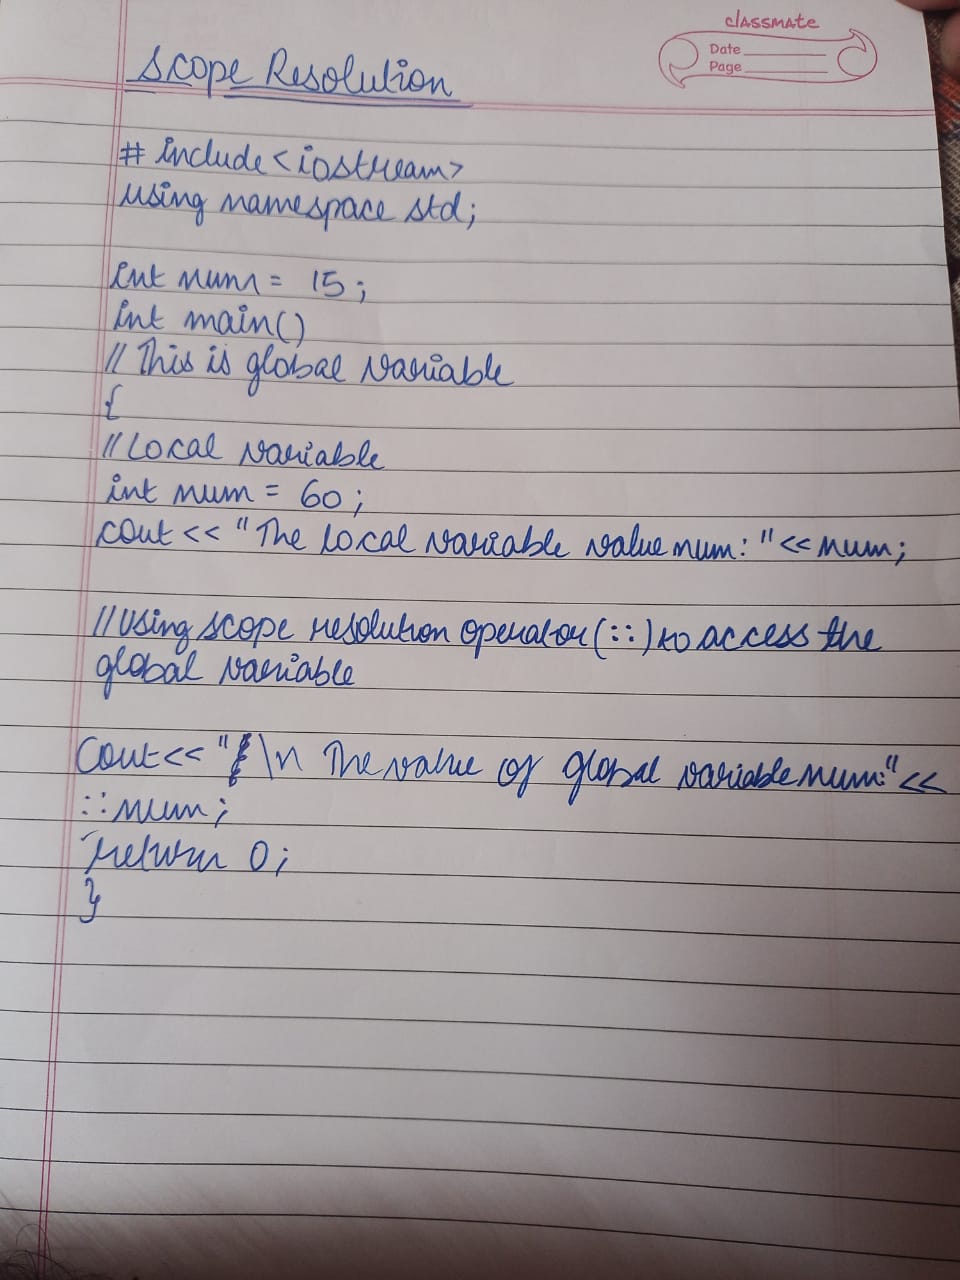 classmate
Date
Page
Scope Resolution
# include<iostream>
using namespace std;
int num = 15;
int main()
// This is global variable
{
// Local variable
int num = 60;
cout << "The local variable value num: "<< num;
// Using scope resolution operator (::) to access the
global variable
Cout<< "\n The value of global variable num:"<<
::num;
return 0;
}